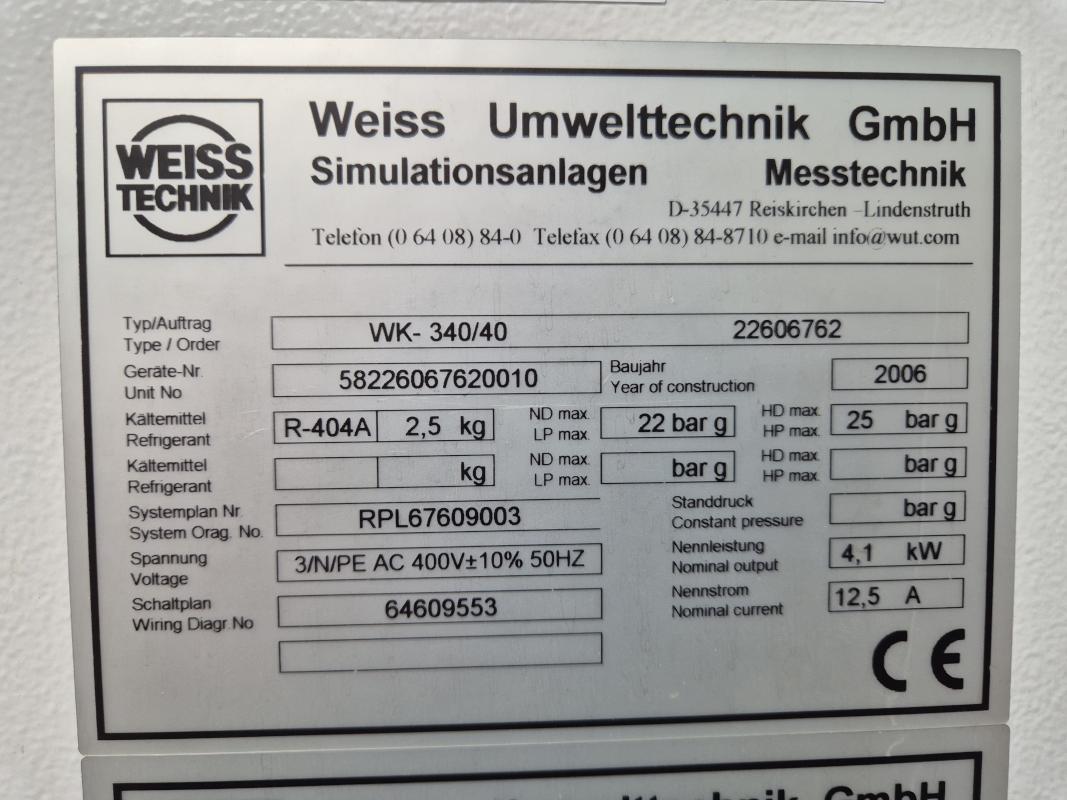 WEISS
TECHNIK
Weiss Umwelttechnik GmbH
Simulationsanlagen Messtechnik
D-35447 Reiskirchen –Lindenstruth
Telefon (0 64 08) 84-0 Telefax (0 64 08) 84-8710 e-mail info@wut.com
Typ/Auftrag
Type / Order
WK- 340/40 22606762
Geräte-Nr.
Unit No
58226067620010
Baujahr
Year of construction
2006
Kältemittel
Refrigerant
R-404A 2,5 kg
ND max.
LP max.
22 bar g
HD max.
HP max.
25 bar g
Kältemittel
Refrigerant
kg
ND max.
LP max.
bar g
HD max.
HP max.
bar g
Systemplan Nr.
System Orag. No.
RPL67609003
Standdruck
Constant pressure
bar g
Spannung
Voltage
3/N/PE AC 400V±10% 50HZ
Nennleistung
Nominal output
4,1 kW
Schaltplan
Wiring Diagr.No
64609553
Nennstrom
Nominal current
12,5 A
CE
Umwelttechnik GmbH